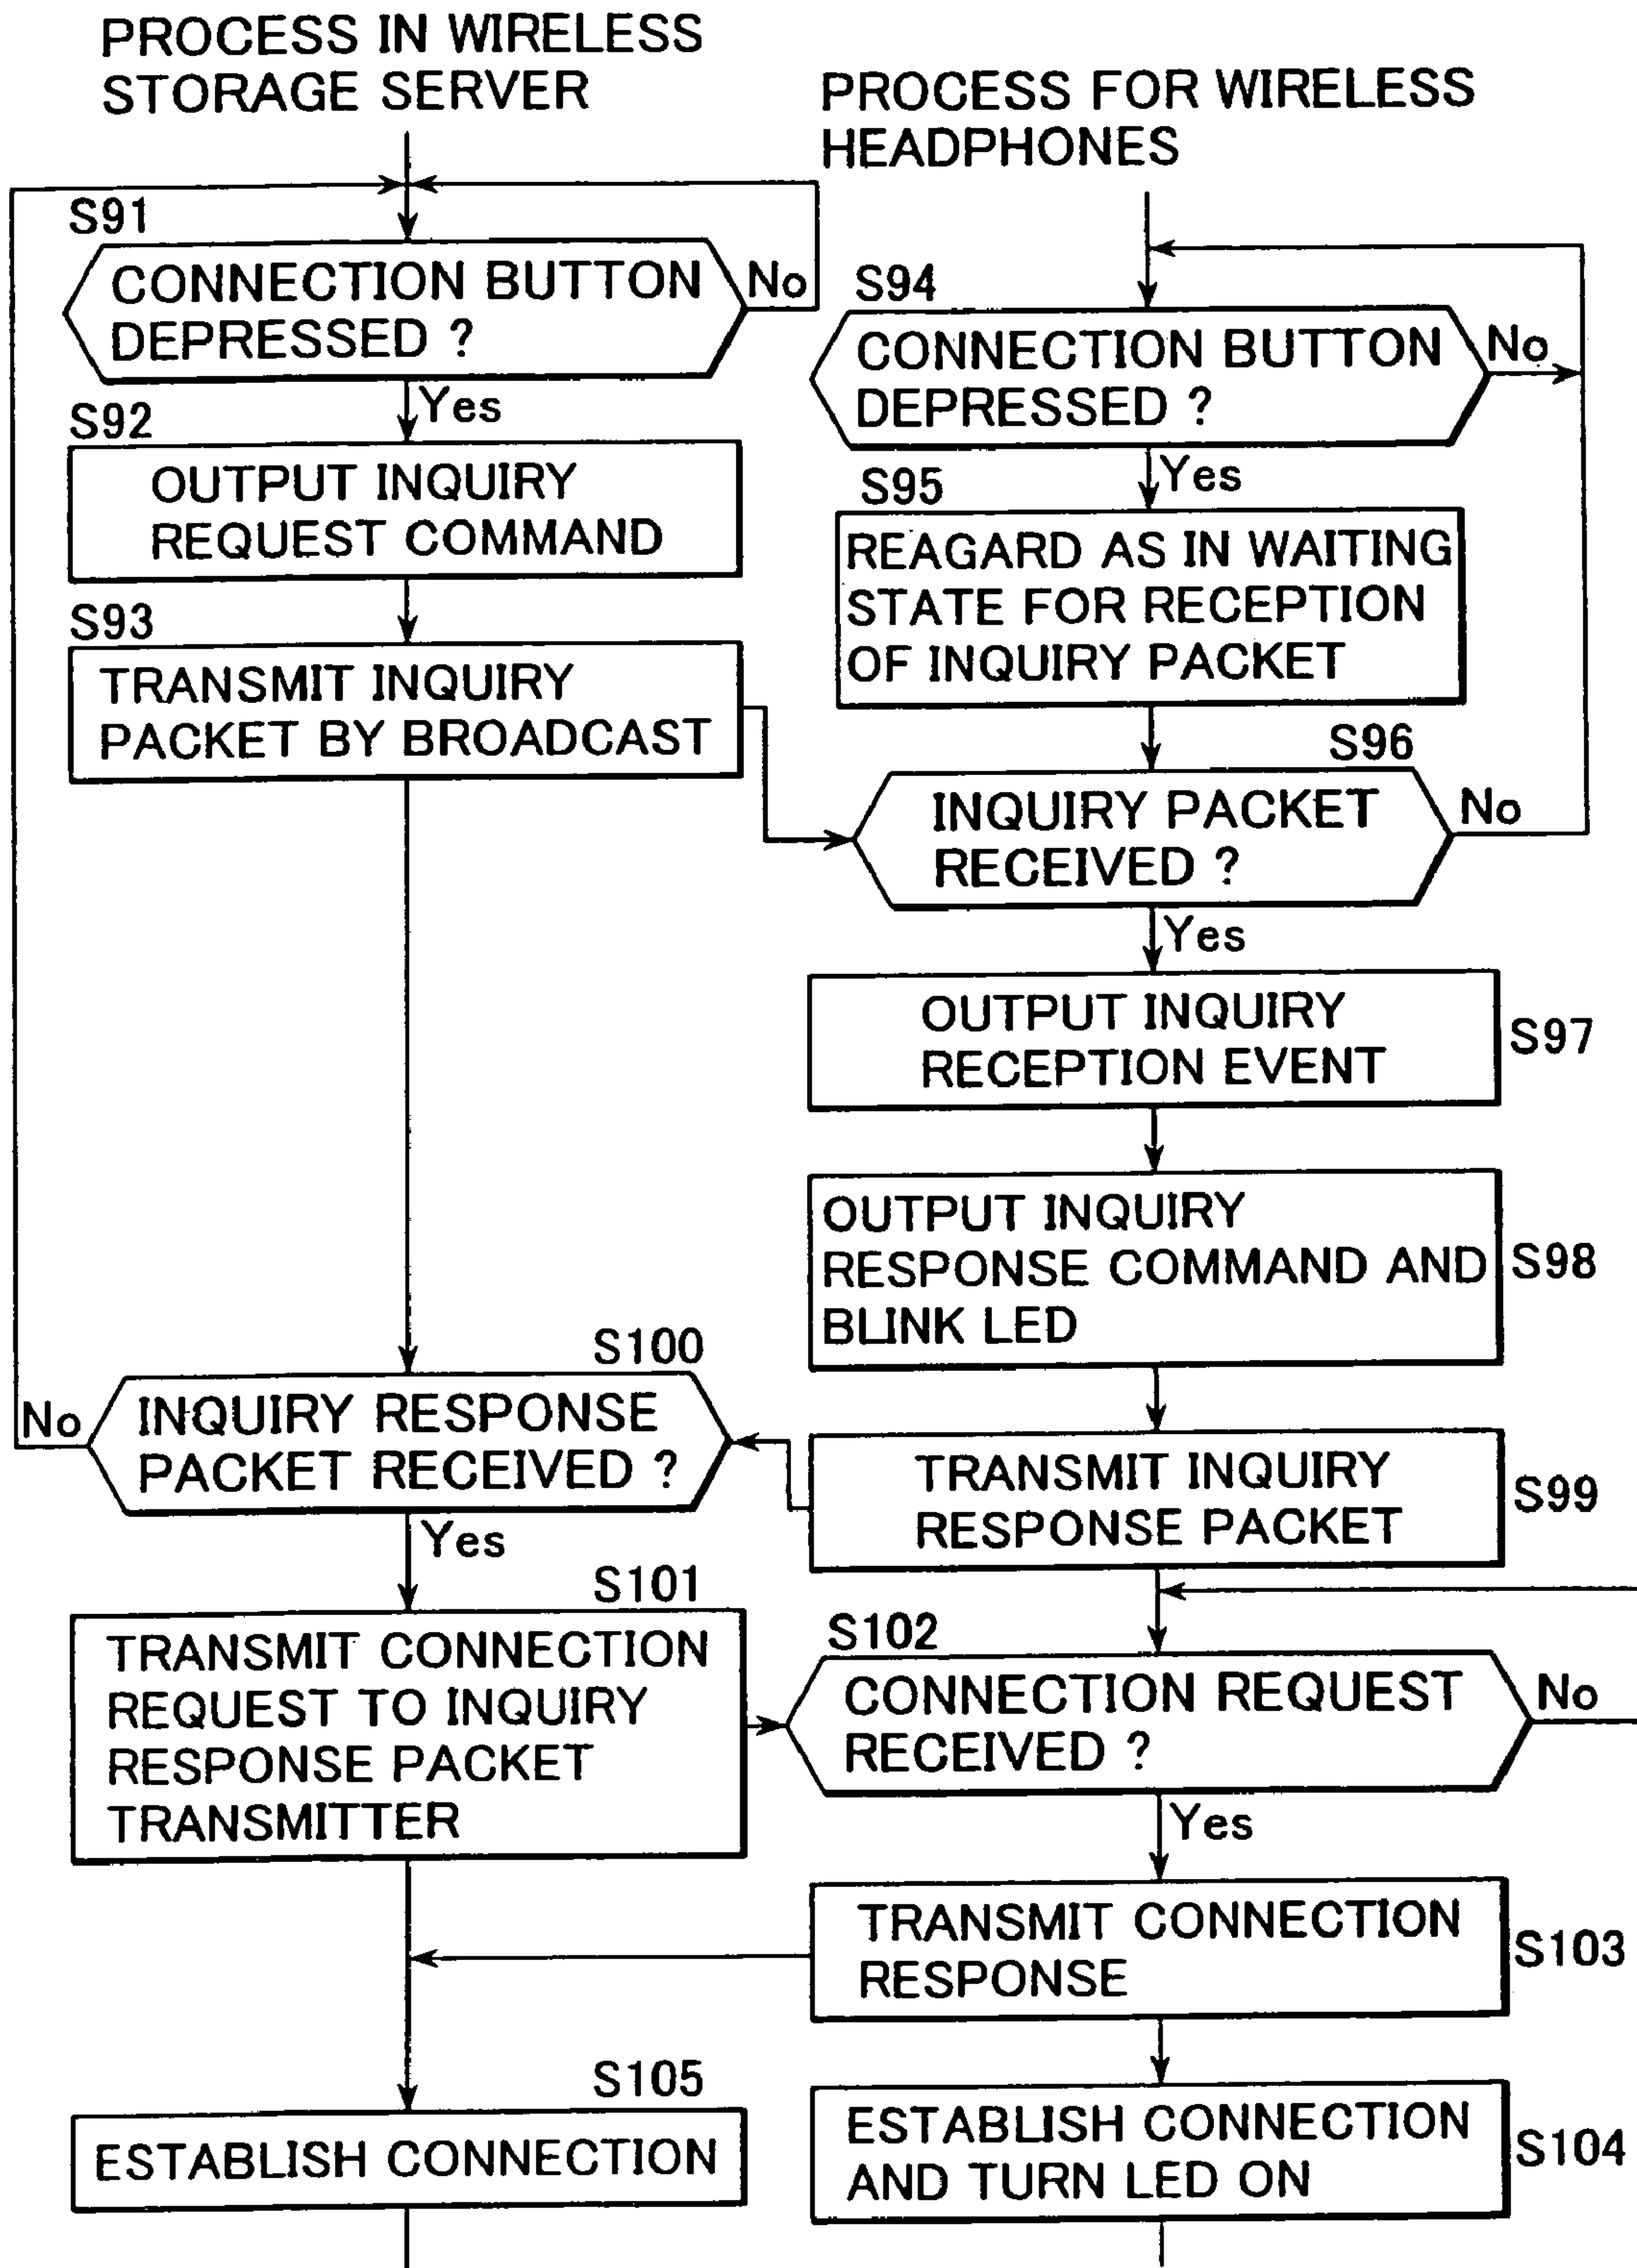 PROCESS IN WIRELESS
STORAGE SERVER
PROCESS FOR WIRELESS
HEADPHONES
S91
CONNECTION BUTTON
DEPRESSED ?
No
Yes
S92
OUTPUT INQUIRY
REQUEST COMMAND
S93
TRANSMIT INQUIRY
PACKET BY BROADCAST
S94
CONNECTION BUTTON
DEPRESSED ?
No
Yes
S95
REAGARD AS IN WAITING
STATE FOR RECEPTION
OF INQUIRY PACKET
S96
INQUIRY PACKET
RECEIVED ?
No
Yes
OUTPUT INQUIRY
RECEPTION EVENT
S97
OUTPUT INQUIRY
RESPONSE COMMAND AND
BLINK LED
S98
S100
INQUIRY RESPONSE
PACKET RECEIVED ?
No
Yes
TRANSMIT INQUIRY
RESPONSE PACKET
S99
S101
TRANSMIT CONNECTION
REQUEST TO INQUIRY
RESPONSE PACKET
TRANSMITTER
S102
CONNECTION REQUEST
RECEIVED ?
No
Yes
TRANSMIT CONNECTION
RESPONSE
S103
S105
ESTABLISH CONNECTION
ESTABLISH CONNECTION
AND TURN LED ON
S104